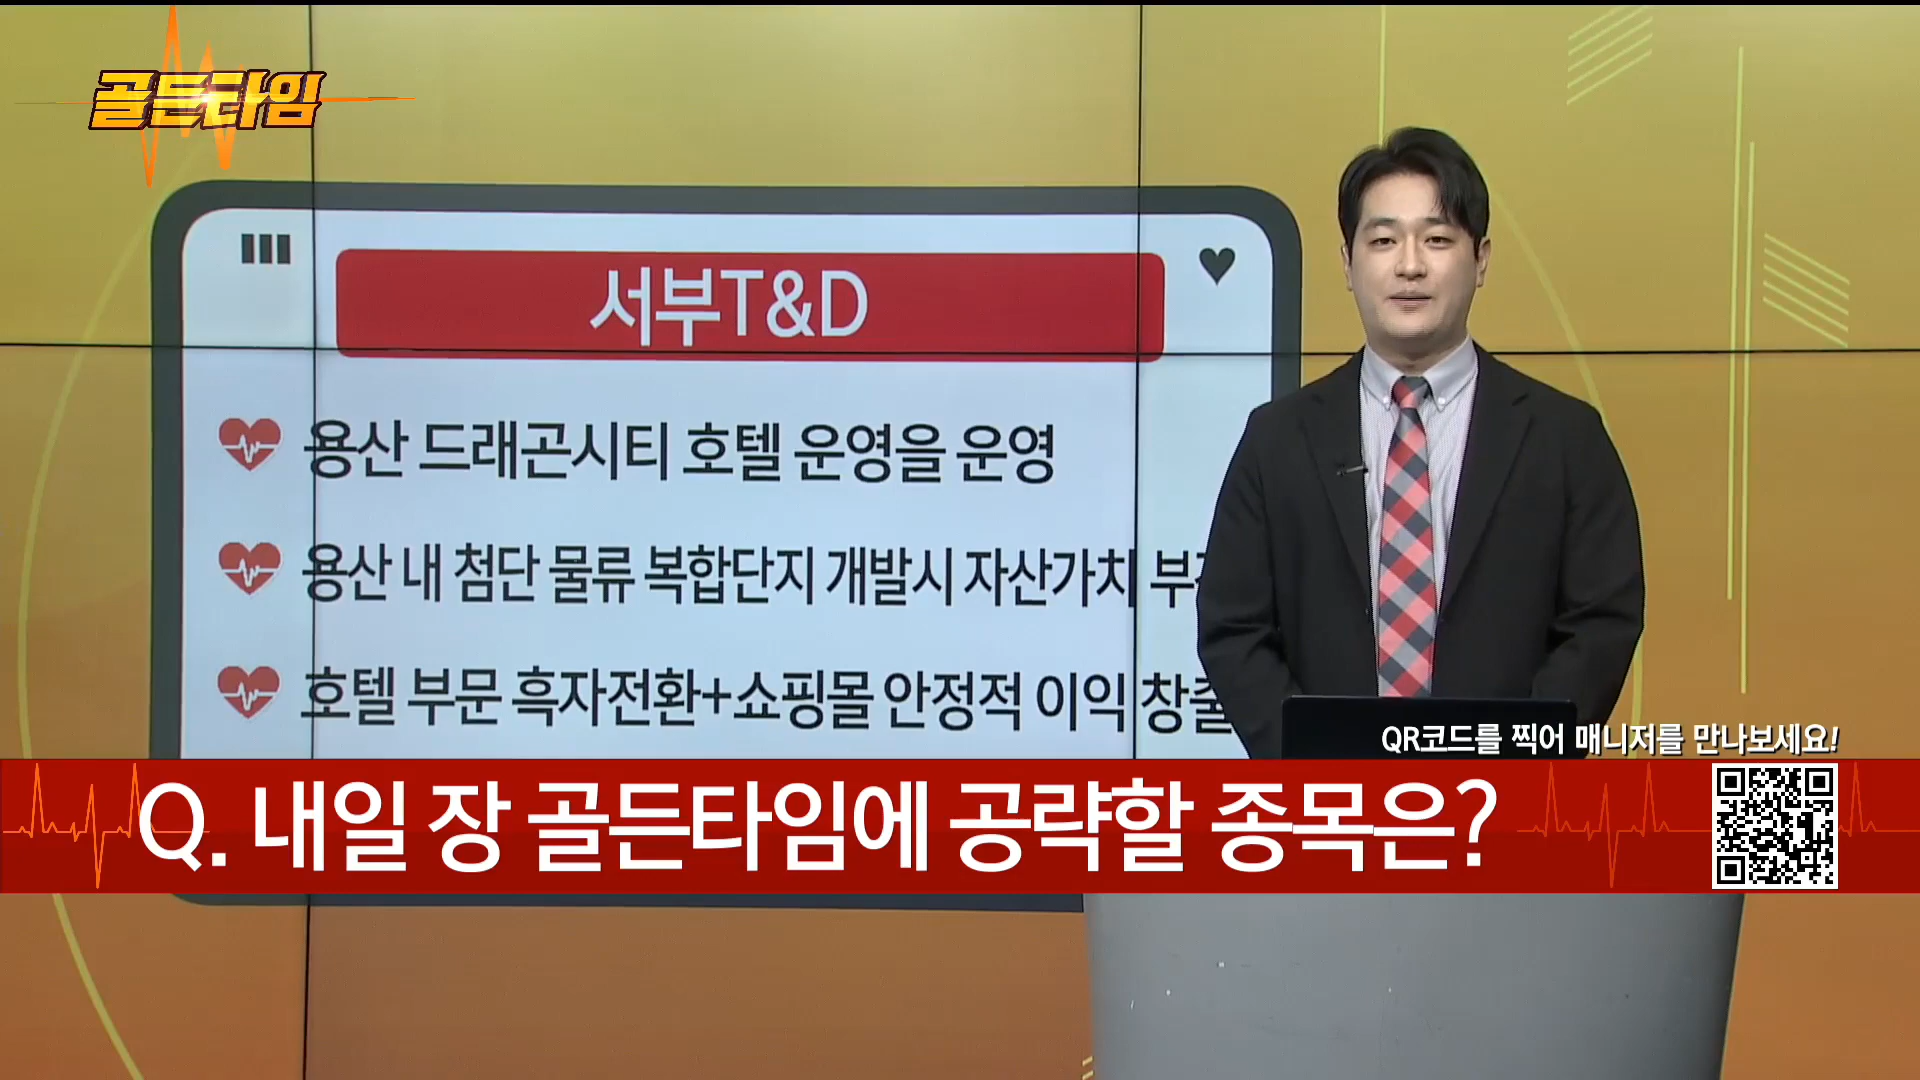 골든타임
서부T&D
용산 드래곤시티 호텔 운영을 운영
용산 내 첨단 물류 복합단지 개발시 자산가치
호텔 부문 흑자전환+쇼핑몰 안정적 이익
QR코드를 찍어 매니저를 만나보세요!
Q. 내일 장 골든타임에 공략할 종목은?